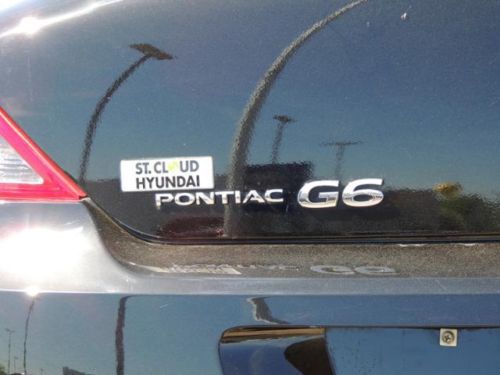 ST. CLOUD
HYUNDAI
PONTIAC G6